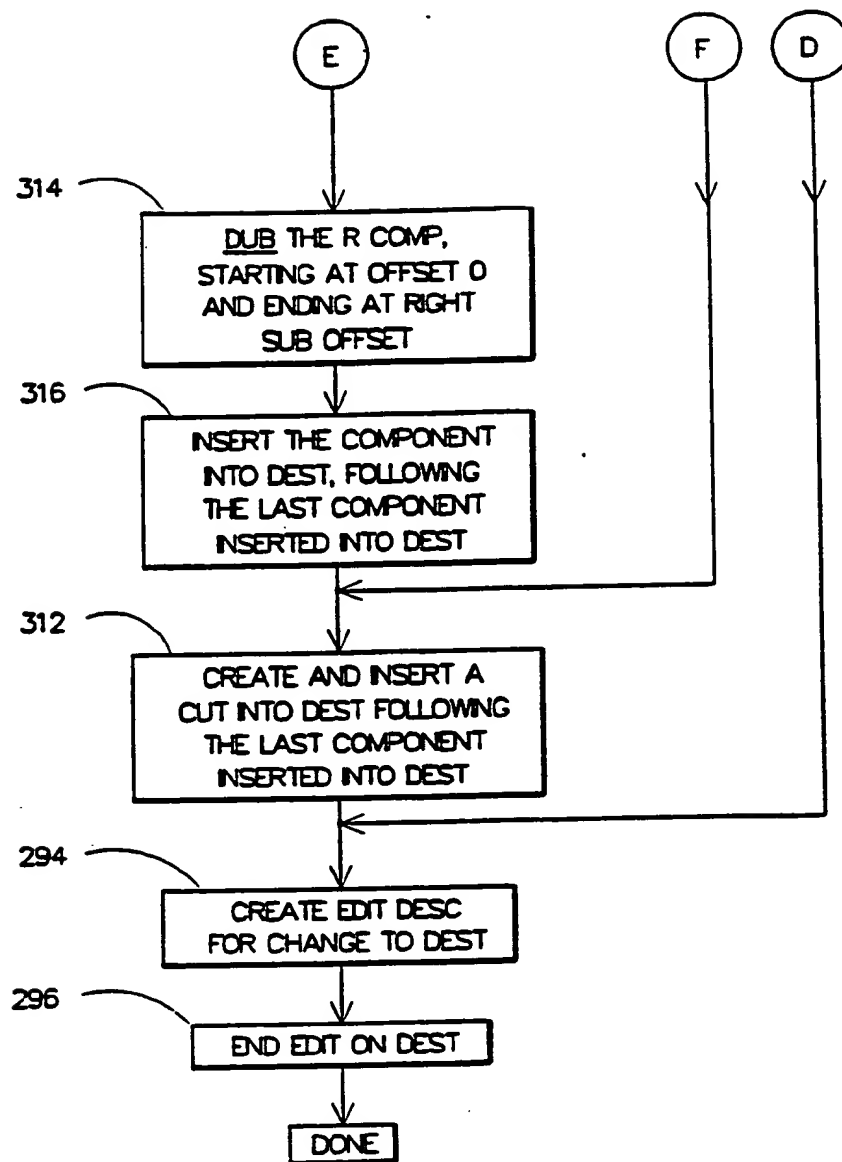 E
F
D
314
DUB THE R COMP,
STARTING AT OFFSET 0
AND ENDING AT RIGHT
SUB OFFSET
316
INSERT THE COMPONENT
INTO DEST, FOLLOWING
THE LAST COMPONENT
INSERTED INTO DEST
312
CREATE AND INSERT A
CUT INTO DEST FOLLOWING
THE LAST COMPONENT
INSERTED INTO DEST
294
CREATE EDIT DESC
FOR CHANGE TO DEST
296
END EDIT ON DEST
DONE